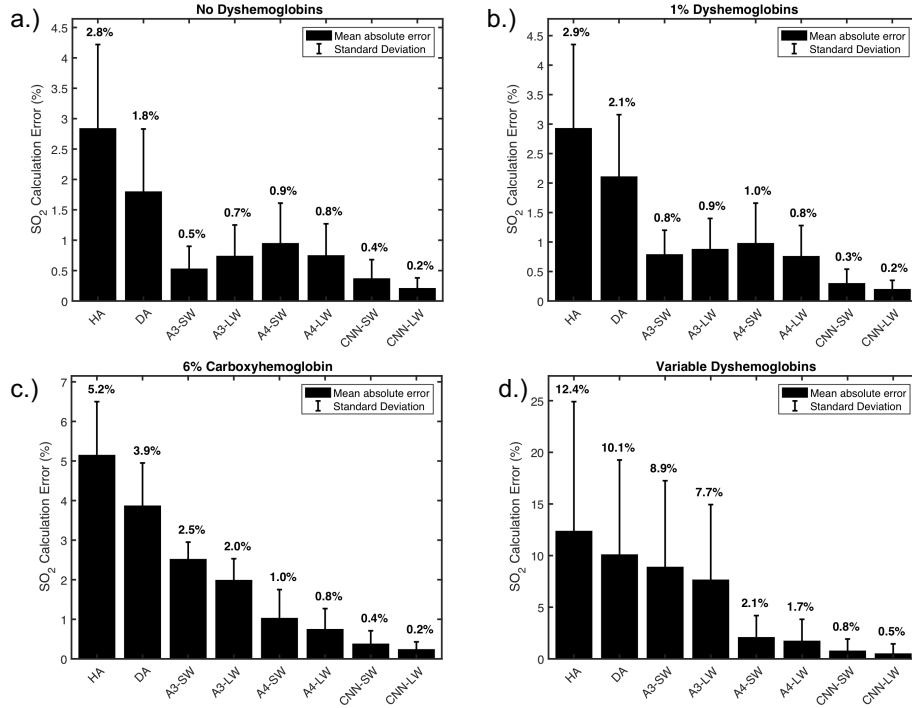 a.)
No Dyshemoglobins
Mean absolute error
Standard Deviation
SO2 Calculation Error (%)
4.5
4
3.5
3
2.5
2
1.5
1
0.5
0
2.8%
1.8%
0.5%
0.7%
0.9%
0.8%
0.4%
0.2%
HA
DA
A3-SW
A3-LW
A4-SW
A4-LW
CNN-SW
CNN-LW
b.)
1% Dyshemoglobins
Mean absolute error
Standard Deviation
SO2 Calculation Error (%)
4.5
4
3.5
3
2.5
2
1.5
1
0.5
0
2.9%
2.1%
0.8%
0.9%
1.0%
0.8%
0.3%
0.2%
HA
DA
A3-SW
A3-LW
A4-SW
A4-LW
CNN-SW
CNN-LW
c.)
6% Carboxyhemoglobin
Mean absolute error
Standard Deviation
SO2 Calculation Error (%)
7
6
5
4
3
2
1
0
5.2%
3.9%
2.5%
2.0%
1.0%
0.8%
0.4%
0.2%
HA
DA
A3-SW
A3-LW
A4-SW
A4-LW
CNN-SW
CNN-LW
d.)
Variable Dyshemoglobins
Mean absolute error
Standard Deviation
SO2 Calculation Error (%)
25
20
15
10
5
0
12.4%
10.1%
8.9%
7.7%
2.1%
1.7%
0.8%
0.5%
HA
DA
A3-SW
A3-LW
A4-SW
A4-LW
CNN-SW
CNN-LW